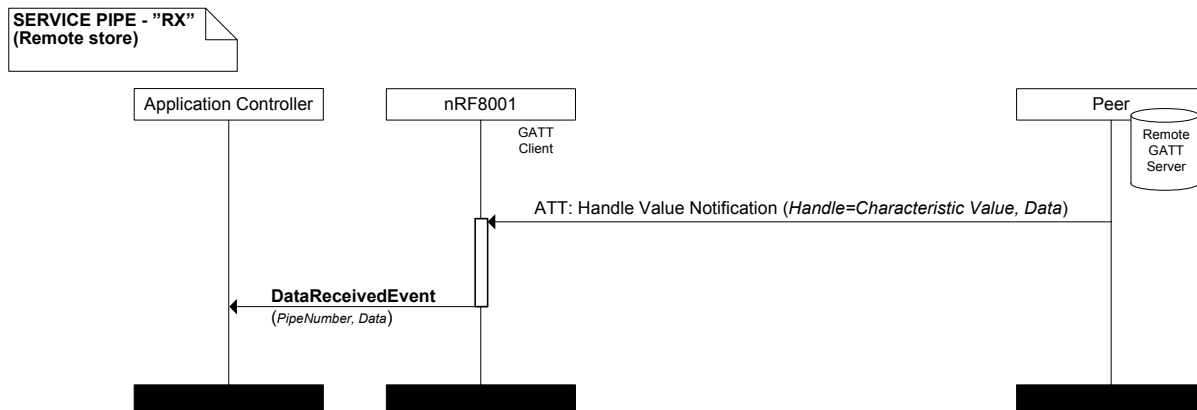 SERVICE PIPE - ”RX”
(Remote store)
Application Controller
nRF8001
Peer
GATT
Client
Remote
GATT
Server
ATT: Handle Value Notification (Handle=Characteristic Value, Data)
DataReceivedEvent
(PipeNumber, Data)